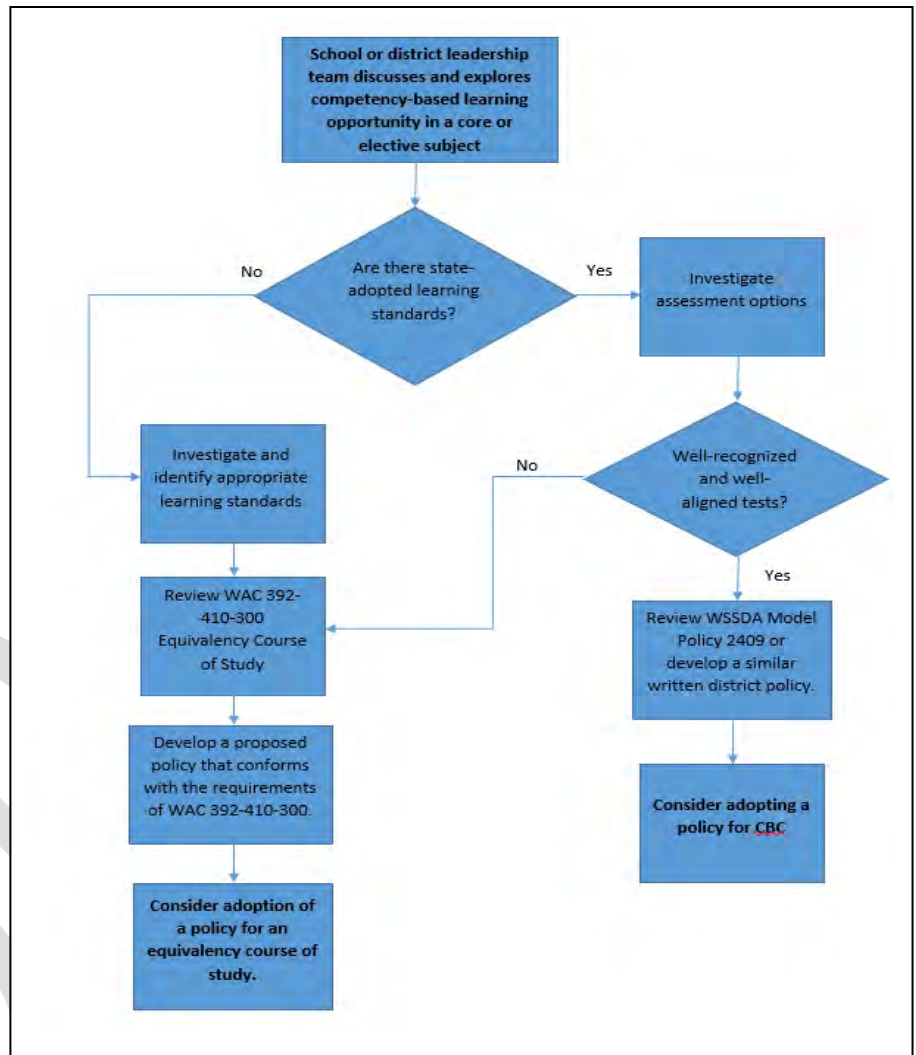 School or district leadership
team discusses and explores
competency-based learning
opportunity in a core or
elective subject
Are there state-
adopted learning
standards?
No
Yes
Investigate
assessment options
Investigate and
identify appropriate
learning standards
Well-recognized
and well-
aligned tests?
No
Yes
Review WAC 392-
410-300
Equivalency Course
of Study
Review WSSDA Model
Policy 2409 or
develop a similar
written district policy.
Develop a proposed
policy that conforms
with the requirements
of WAC 392-410-300.
Consider adopting a
policy for CBC
Consider adoption of
a policy for an
equivalency course of
study.